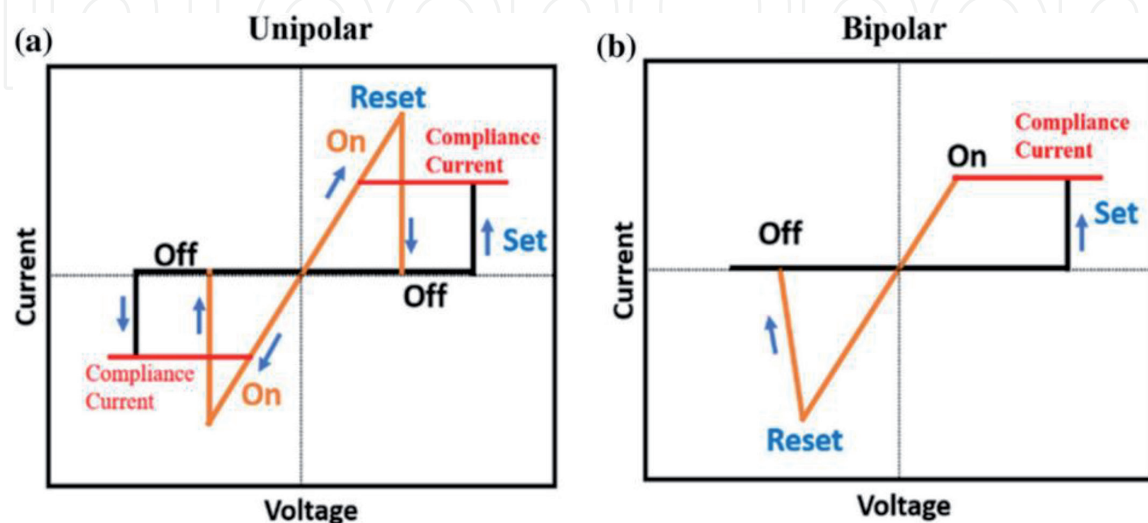 (a)
Unipolar
Reset
On
Compliance
Current
Set
Off
Off
Compliance
Current
On
Current
Voltage
(b)
Bipolar
Compliance
Current
On
Set
Off
Reset
Current
Voltage